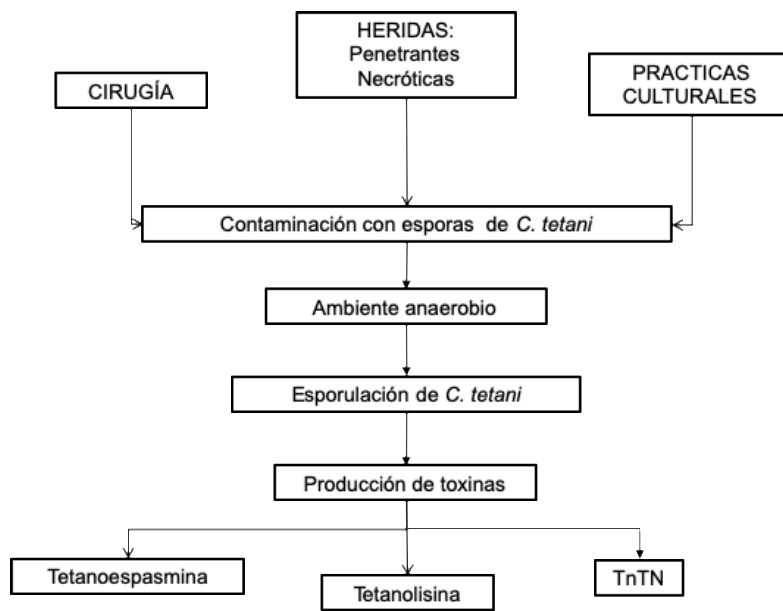 HERIDAS:
Penetrantes
Necróticas
CIRUGÍA
PRACTICAS
CULTURALES
Contaminación con esporas de C. tetani
Ambiente anaerobio
Esporulación de C. tetani
Producción de toxinas
Tetanoespasmina
Tetanolisina
TnTN